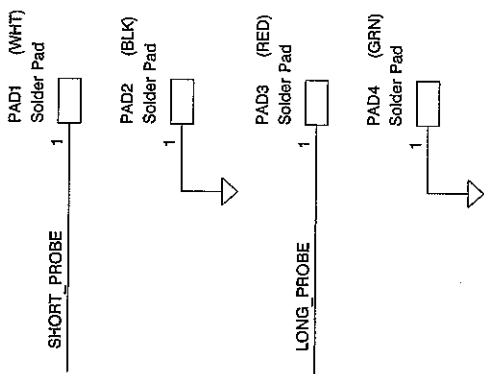 PAD1 (WHT)
Solder Pad
1
SHORT_PROBE
PAD2 (BLK)
Solder Pad
1
PAD3 (RED)
Solder Pad
1
LONG_PROBE
PAD4 (GRN)
Solder Pad
1